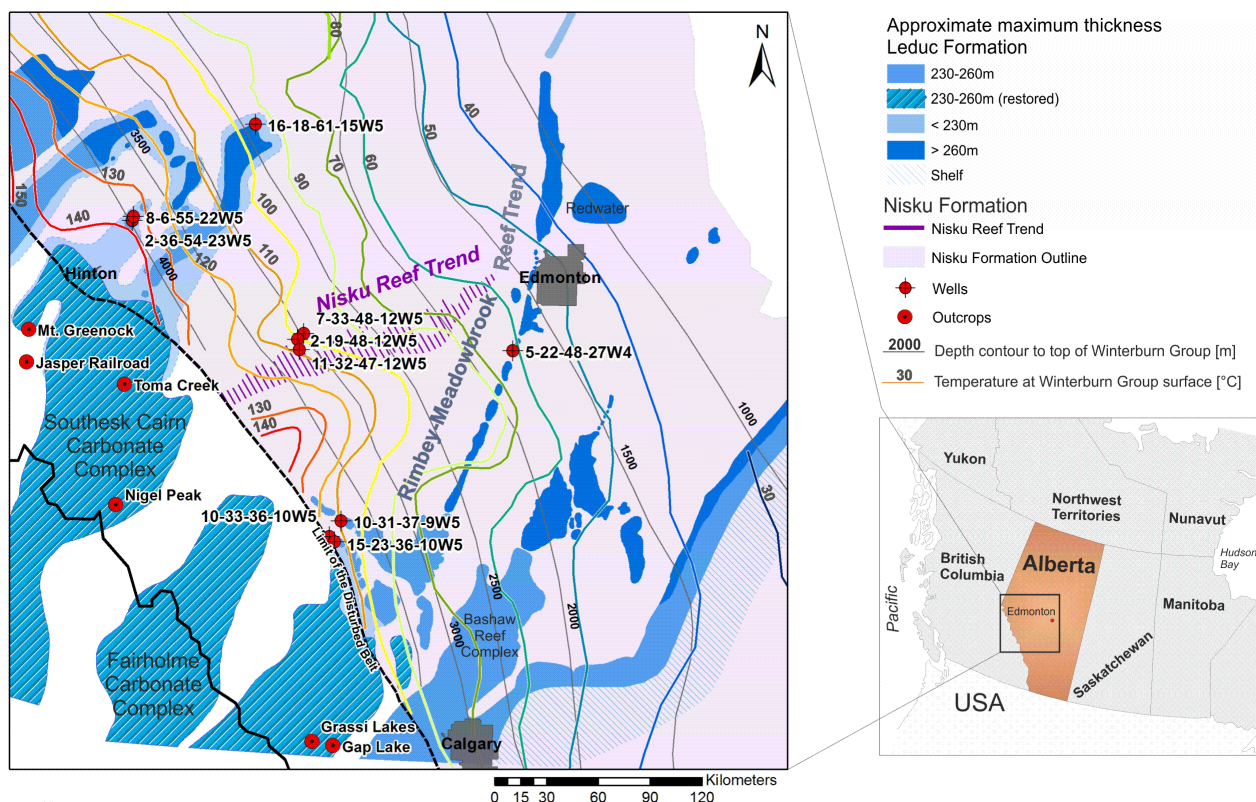 80
N
40
16-18-61-15W5
50
3500
70
60
130
90
150
100
Reef Trend
Redwater
140
8-6-55-22W5
2-36-54-23W5
110
120
4000
Hinton
Edmonton
Nisku Reef Trend
7-33-48-12W5
Mt. Greenock
2-19-48-12W5
Rimbey-Meadowbrook
5-22-48-27W4
Jasper Railroad
11-32-47-12W5
Toma Creek
130
140
1000
Southesk Cairn
Carbonate
Complex
1500
30
Nigel Peak
10-33-36-10W5
10-31-37-9W5
15-23-36-10W5
Limit of the Disturbed Belt
2500
2000
3000
Bashaw
Reef
Complex
Fairholme
Carbonate
Complex
Grassi Lakes
Gap Lake
Calgary
Kilometers
0 15 30 60 90 120
Approximate maximum thickness
Leduc Formation
230-260m
230-260m (restored)
< 230m
> 260m
Shelf
Nisku Formation
Nisku Reef Trend
Nisku Formation Outline
Wells
Outcrops
2000 Depth contour to top of Winterburn Group [m]
30 Temperature at Winterburn Group surface [°C]
Yukon
Northwest
Territories
Nunavut
Hudson
Bay
British
Columbia
Alberta
Manitoba
Edmonton
Pacific
Saskatchewan
USA